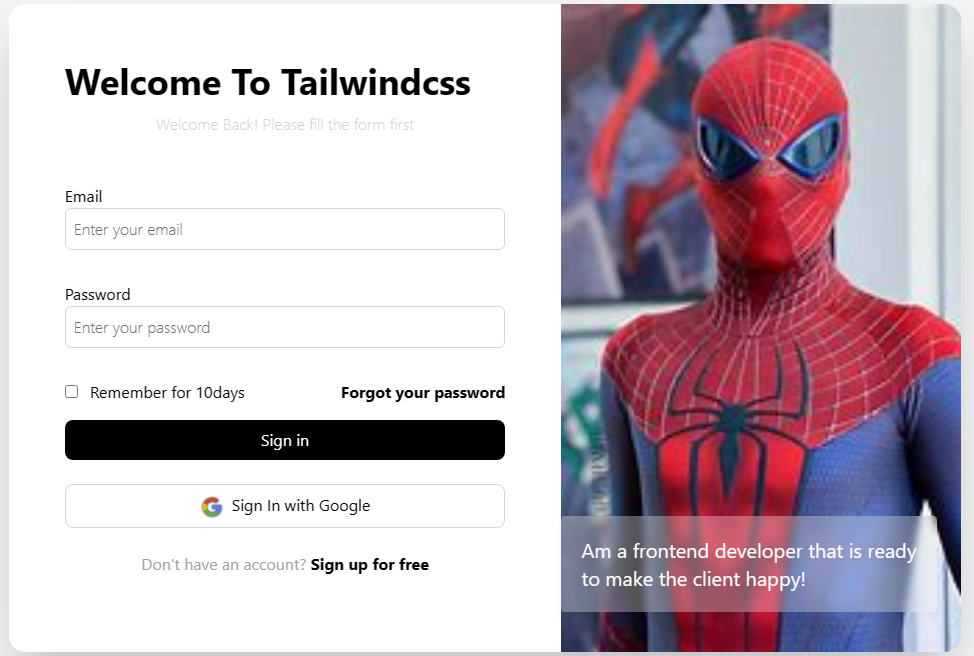 Welcome To Tailwindcss
Welcome Back! Please fill the form first
Email
Enter your email
Password
Enter your password
Remember for 10days
Forgot your password
Sign in
Sign In with Google
Don't have an account? Sign up for free
Am a frontend developer that is ready
to make the client happy!